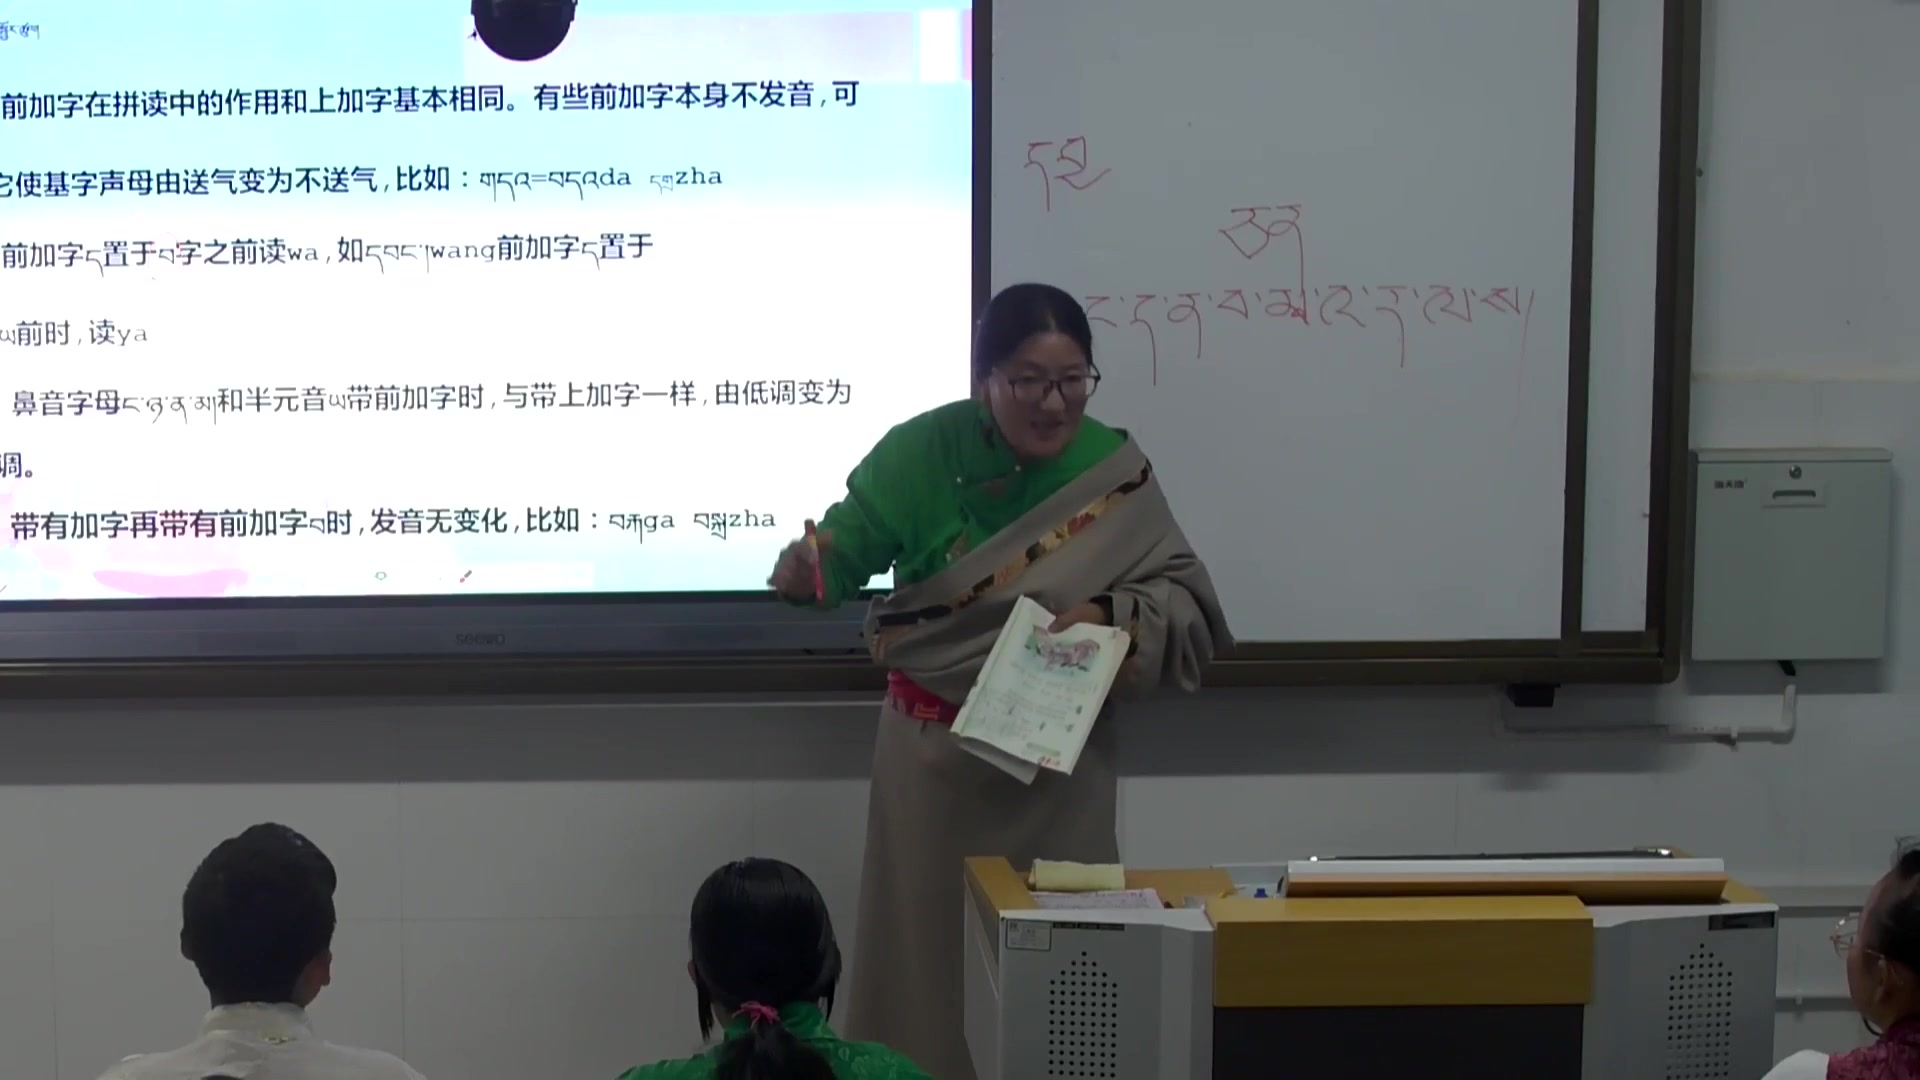 前加字在拼读中的作用和上加字基本相同。有些前加字本身不发音,可
它使基字声母由送气变为不送气,比如:གདའ=བདའda དགྲzha
前加字ད置于བ字之前读wa,如དབང་།wang前加字ད置于
ཡ前时,读ya
鼻音字母ང་ཉ་ན་མ།和半元音ཡ带前加字时,与带上加字一样,由低调变为
调。
带有加字再带有前加字བ时,发音无变化,比如:བརྐga བསྒྲzha
seewo
ང་ད་ན་བ་མ་འ་ར་ལ་ས།